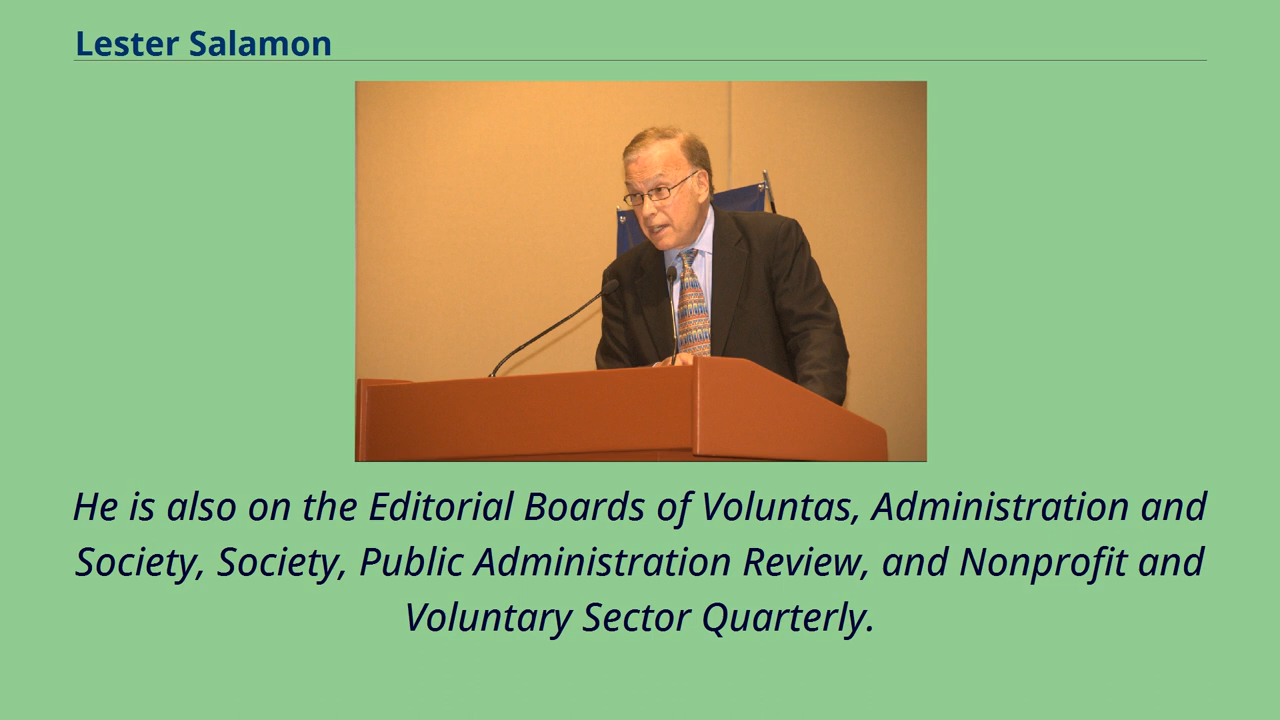 Lester Salamon
He is also on the Editorial Boards of Voluntas, Administration and
Society, Society, Public Administration Review, and Nonprofit and
Voluntary Sector Quarterly.